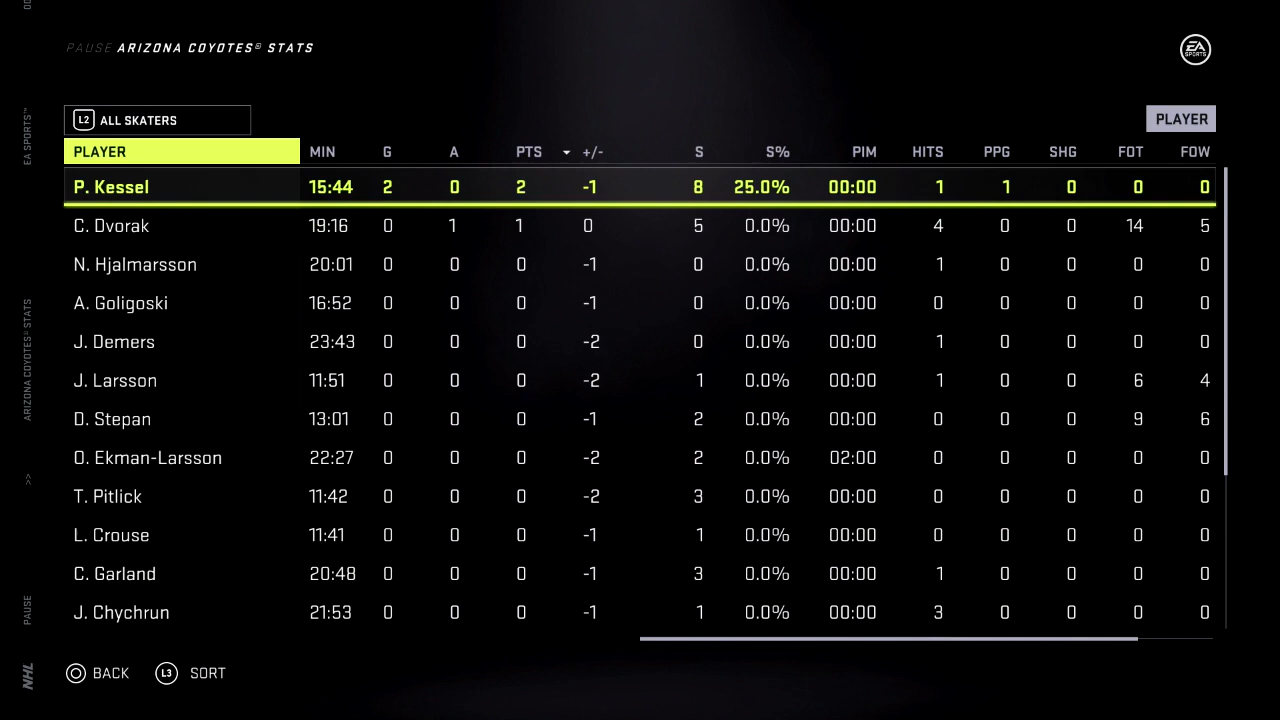 PAUSE ARIZONA COYOTES STATS
EA SPORTS
L2 ALL SKATERS
PLAYER
PLAYER MIN G A PTS +/- S S% PIM HITS PPG SHG FOT FOW
P. Kessel 15:44 2 0 2 -1 8 25.0% 00:00 1 1 0 0 0
C. Dvorak 19:16 0 1 1 0 5 0.0% 00:00 4 0 0 14 5
N. Hjalmarsson 20:01 0 0 0 -1 0 0.0% 00:00 1 0 0 0 0
A. Goligoski 16:52 0 0 0 -1 0 0.0% 00:00 0 0 0 0 0
J. Demers 23:43 0 0 0 -2 0 0.0% 00:00 1 0 0 0 0
J. Larsson 11:51 0 0 0 -2 1 0.0% 00:00 1 0 0 6 4
D. Stepan 13:01 0 0 0 -1 2 0.0% 00:00 0 0 0 9 6
O. Ekman-Larsson 22:27 0 0 0 -2 2 0.0% 02:00 0 0 0 0 0
T. Pitlick 11:42 0 0 0 -2 3 0.0% 00:00 0 0 0 0 0
L. Crouse 11:41 0 0 0 -1 1 0.0% 00:00 0 0 0 0 0
C. Garland 20:48 0 0 0 -1 3 0.0% 00:00 1 0 0 0 0
J. Chychrun 21:53 0 0 0 -1 1 0.0% 00:00 3 0 0 0 0
BACK L3 SORT
NHL
PAUSE
>>
ARIZONA COYOTES STATS
EA SPORTS™